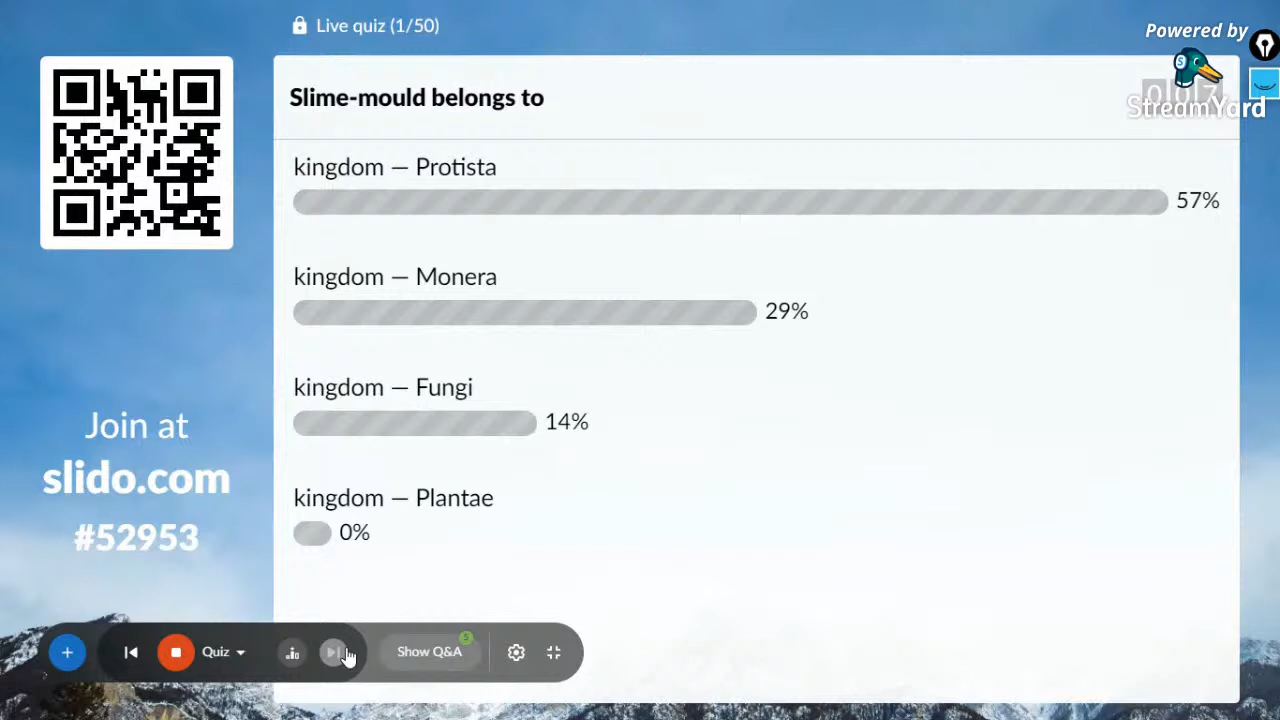 Live quiz (1/50)
Powered by
StreamYard
Slime-mould belongs to
kingdom — Protista
57%
kingdom — Monera
29%
kingdom — Fungi
14%
kingdom — Plantae
0%
Join at
slido.com
#52953
Quiz
Show Q&A
5